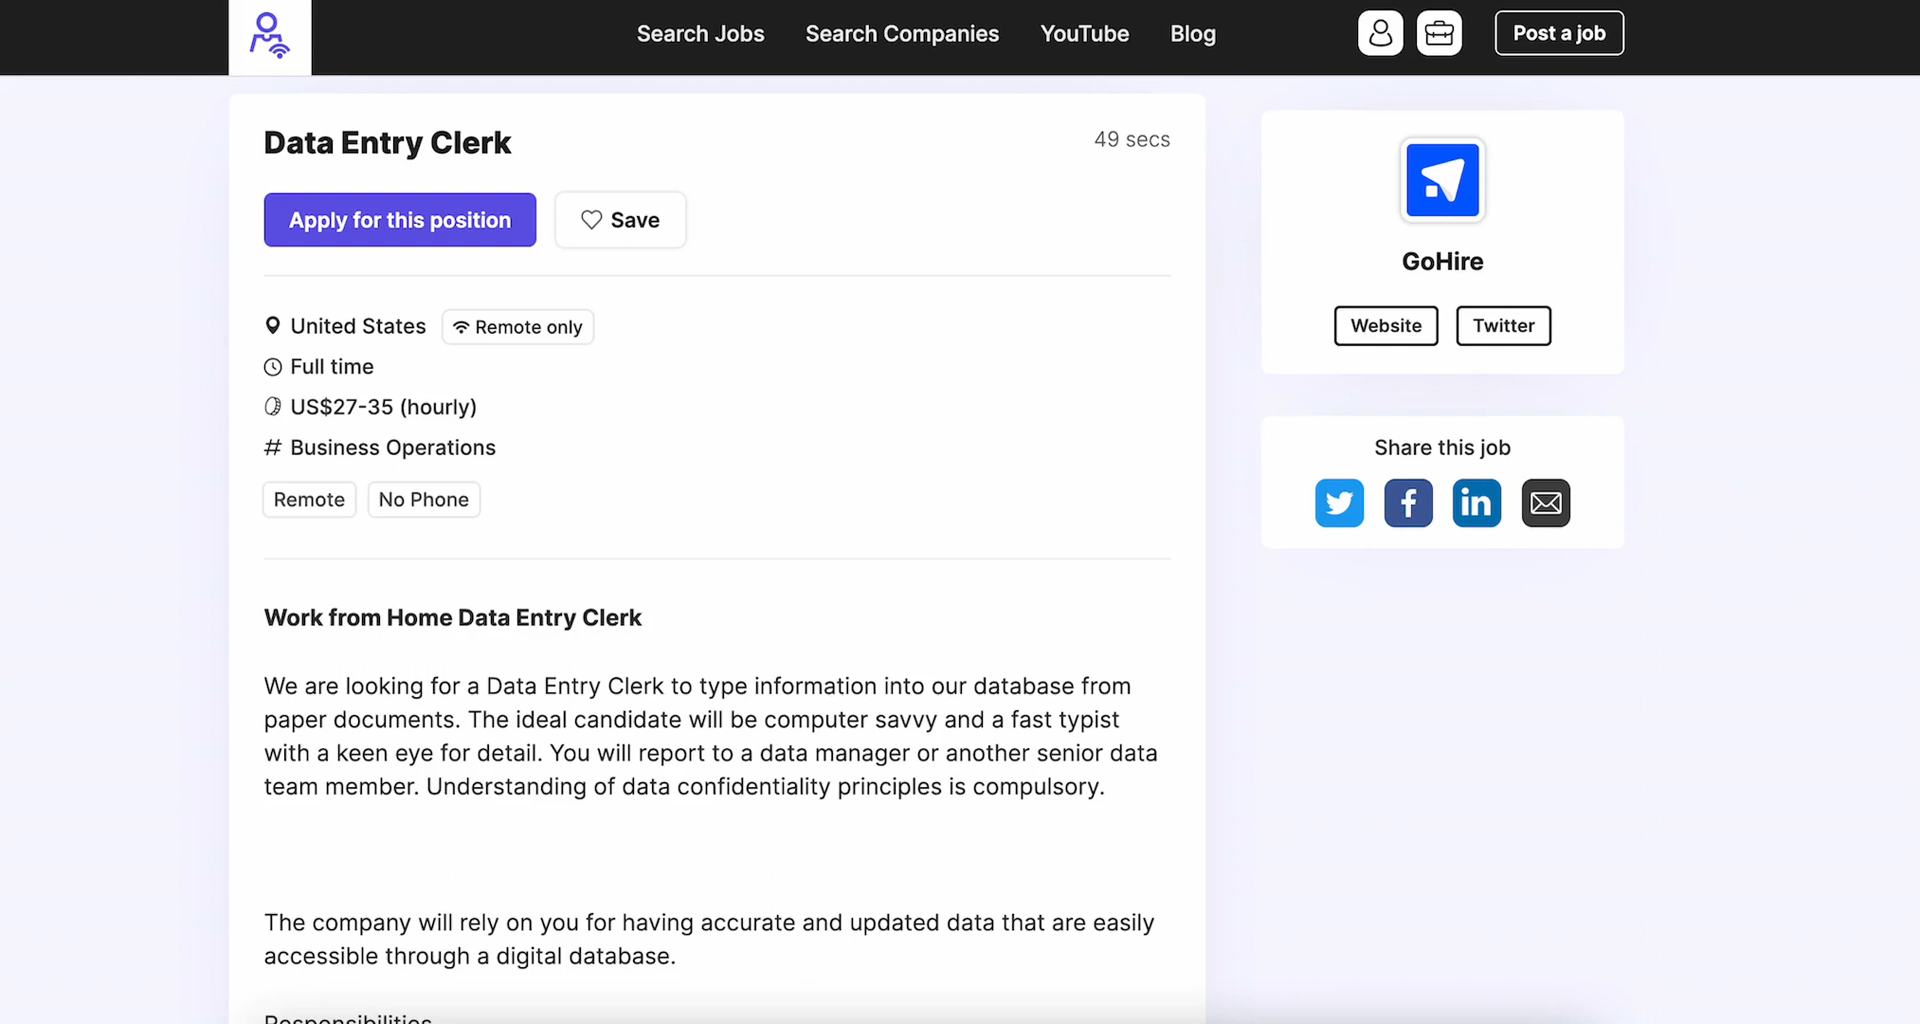 Search Jobs Search Companies YouTube Blog Post a job
Data Entry Clerk
49 secs
Apply for this position Save
United States Remote only
Full time
US$27-35 (hourly)
# Business Operations
Remote No Phone
Work from Home Data Entry Clerk
We are looking for a Data Entry Clerk to type information into our database from
paper documents. The ideal candidate will be computer savvy and a fast typist
with a keen eye for detail. You will report to a data manager or another senior data
team member. Understanding of data confidentiality principles is compulsory.
The company will rely on you for having accurate and updated data that are easily
accessible through a digital database.
Responsibilities
GoHire
Website Twitter
Share this job